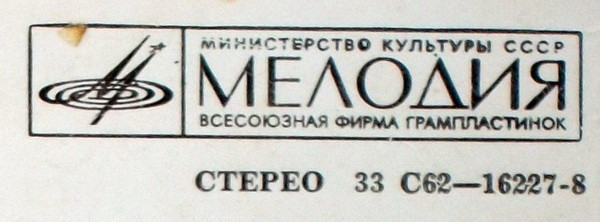 МИНИСТЕРСТВО КУЛЬТУРЫ СССР
МЕЛОДИЯ
ВСЕСОЮЗНАЯ ФИРМА ГРАМПЛАСТИНОК
СТЕРЕО 33 С62—16227-8